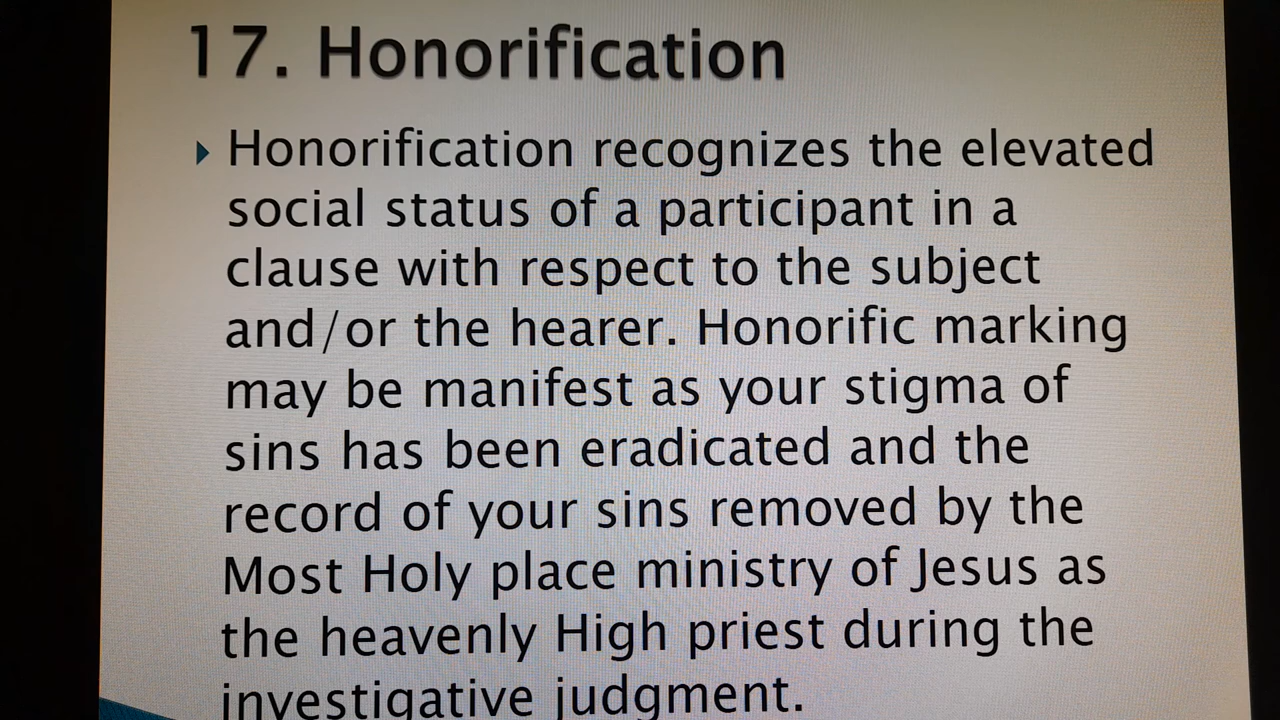 17. Honorification
Honorification recognizes the elevated
social status of a participant in a
clause with respect to the subject
and/or the hearer. Honorific marking
may be manifest as your stigma of
sins has been eradicated and the
record of your sins removed by the
Most Holy place ministry of Jesus as
the heavenly High priest during the
investigative judgment.